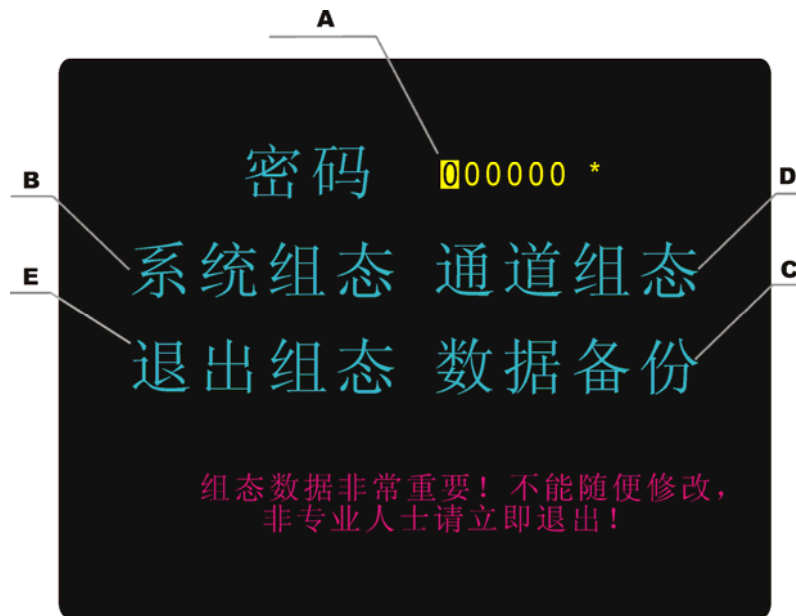 A
密码 000000 *
B
D
系统组态 通道组态
E
C
退出组态 数据备份
组态数据非常重要！不能随便修改，
非专业人士请立即退出！